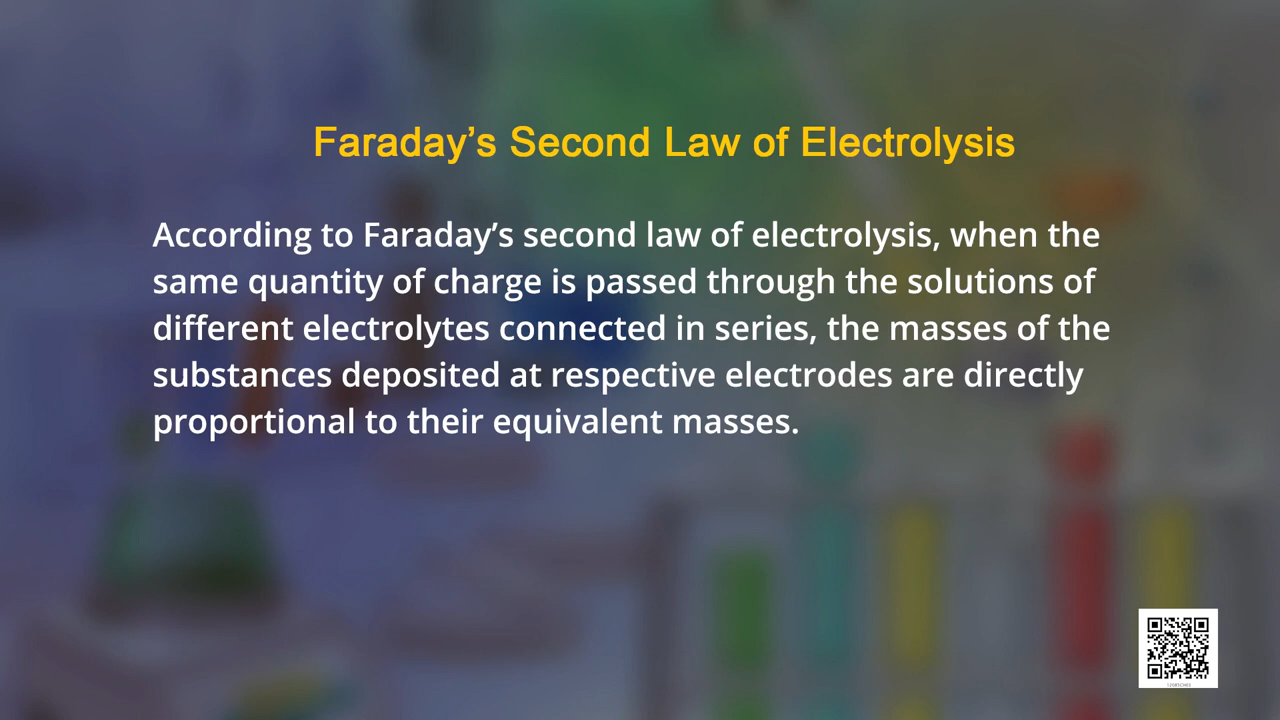 Faraday’s Second Law of Electrolysis
According to Faraday’s second law of electrolysis, when the
same quantity of charge is passed through the solutions of
different electrolytes connected in series, the masses of the
substances deposited at respective electrodes are directly
proportional to their equivalent masses.